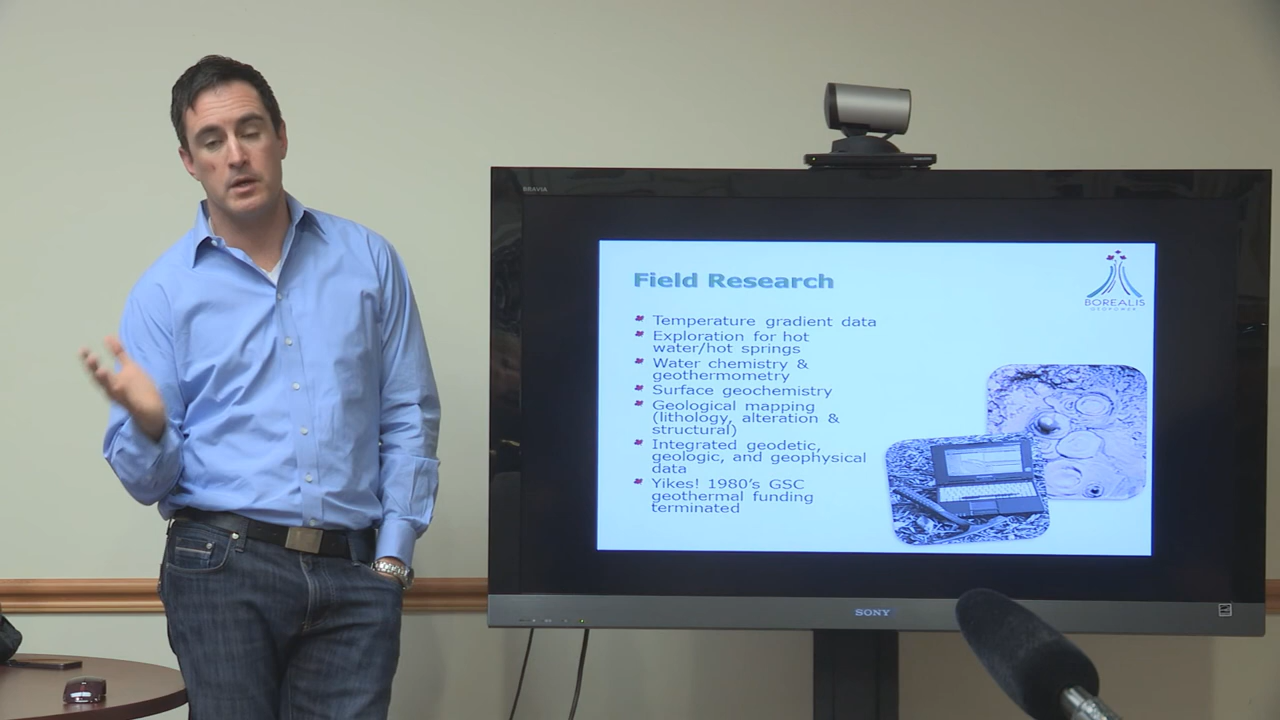 BRAVIA
Field Research
BOREALIS
GEOPOWER
Temperature gradient data
Exploration for hot
water/hot springs
Water chemistry &
geothermometry
Surface geochemistry
Geological mapping
(lithology, alteration &
structural)
Integrated geodetic,
geologic, and geophysical
data
Yikes! 1980's GSC
geothermal funding
terminated
SONY